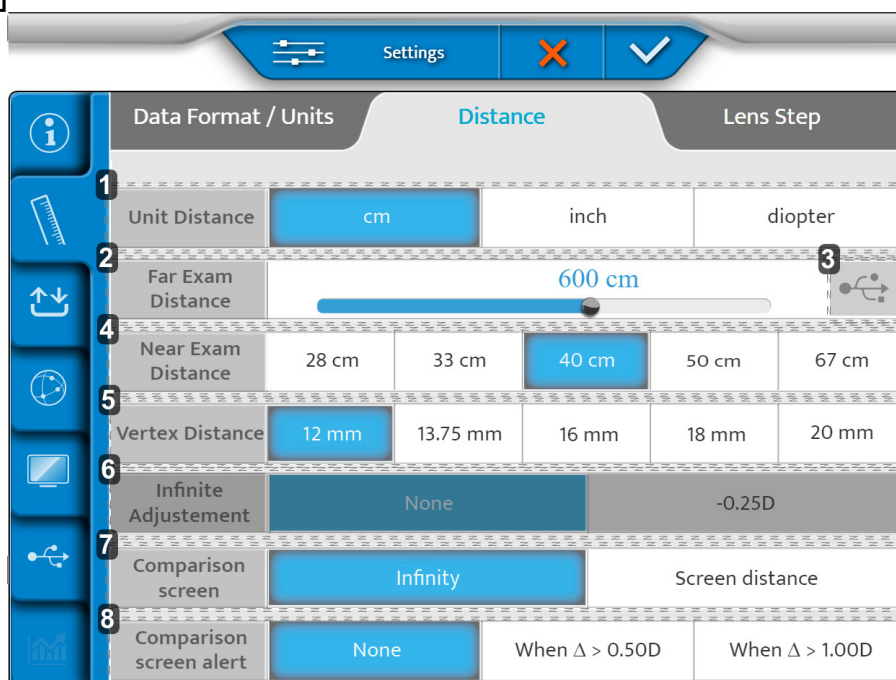 Settings
Data Format / Units
Distance
Lens Step
1
Unit Distance
cm
inch
diopter
2
Far Exam
Distance
600 cm
3
4
Near Exam
Distance
28 cm
33 cm
40 cm
50 cm
67 cm
5
Vertex Distance
12 mm
13.75 mm
16 mm
18 mm
20 mm
6
Infinite
Adjustement
None
-0.25D
7
Comparison
screen
Infinity
Screen distance
8
Comparison
screen alert
None
When Δ > 0.50D
When Δ > 1.00D